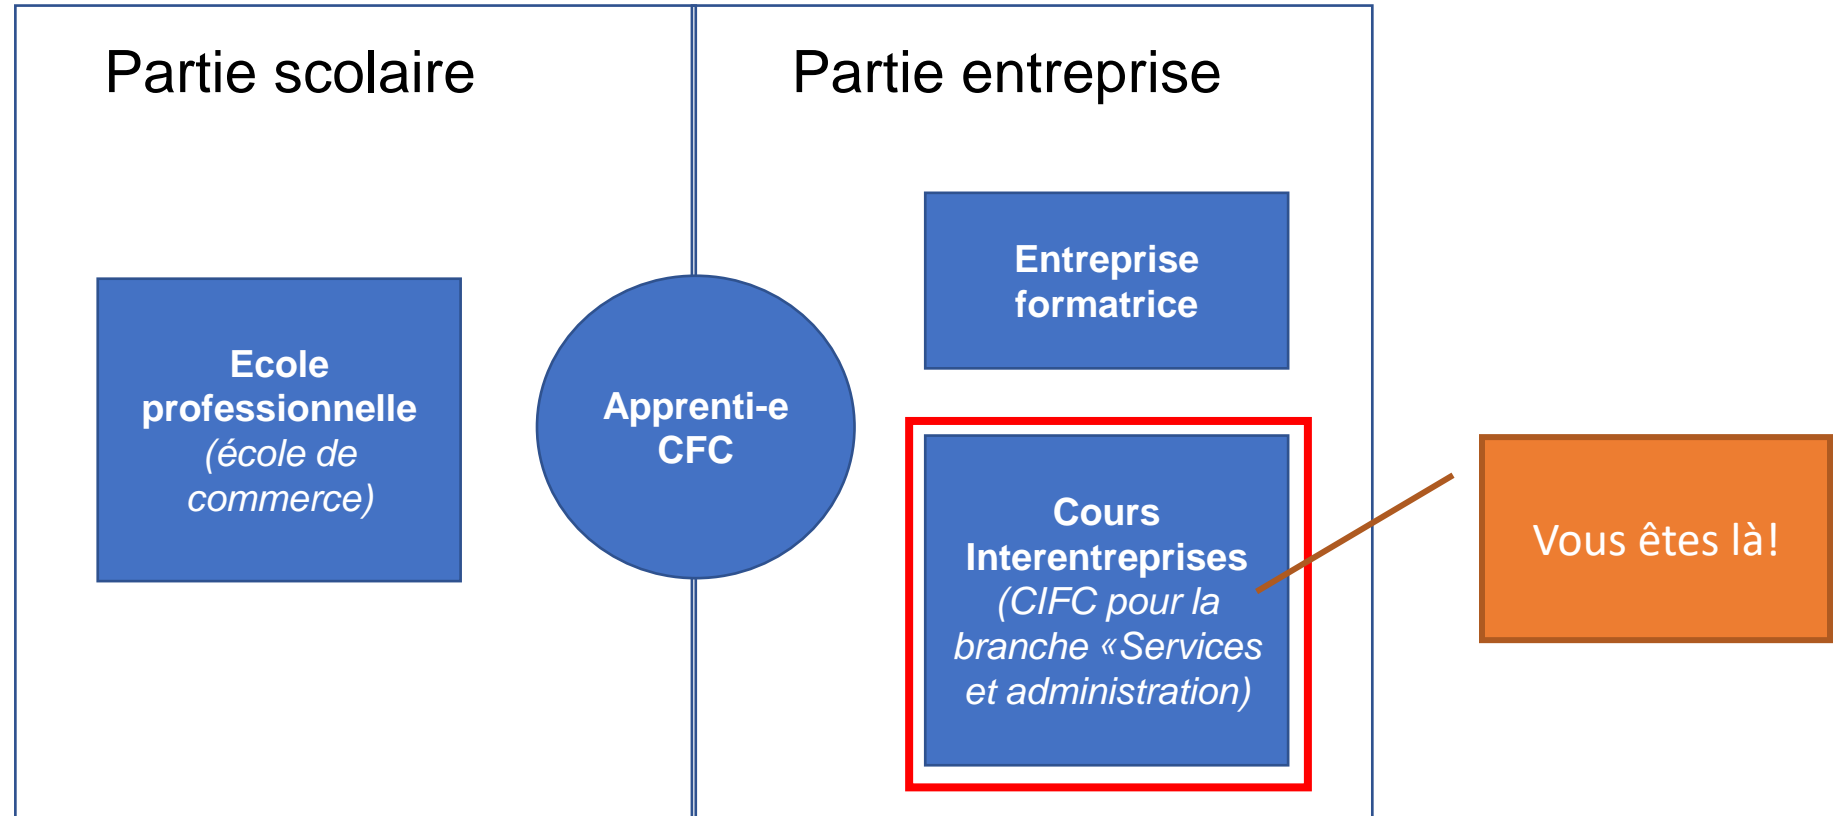 Partie scolaire
Partie entreprise
Ecole
professionnelle
(école de
commerce)
Apprenti-e
CFC
Entreprise
formatrice
Cours
Interentreprises
(CIFC pour la
branche «Services
et administration)
Vous êtes là!